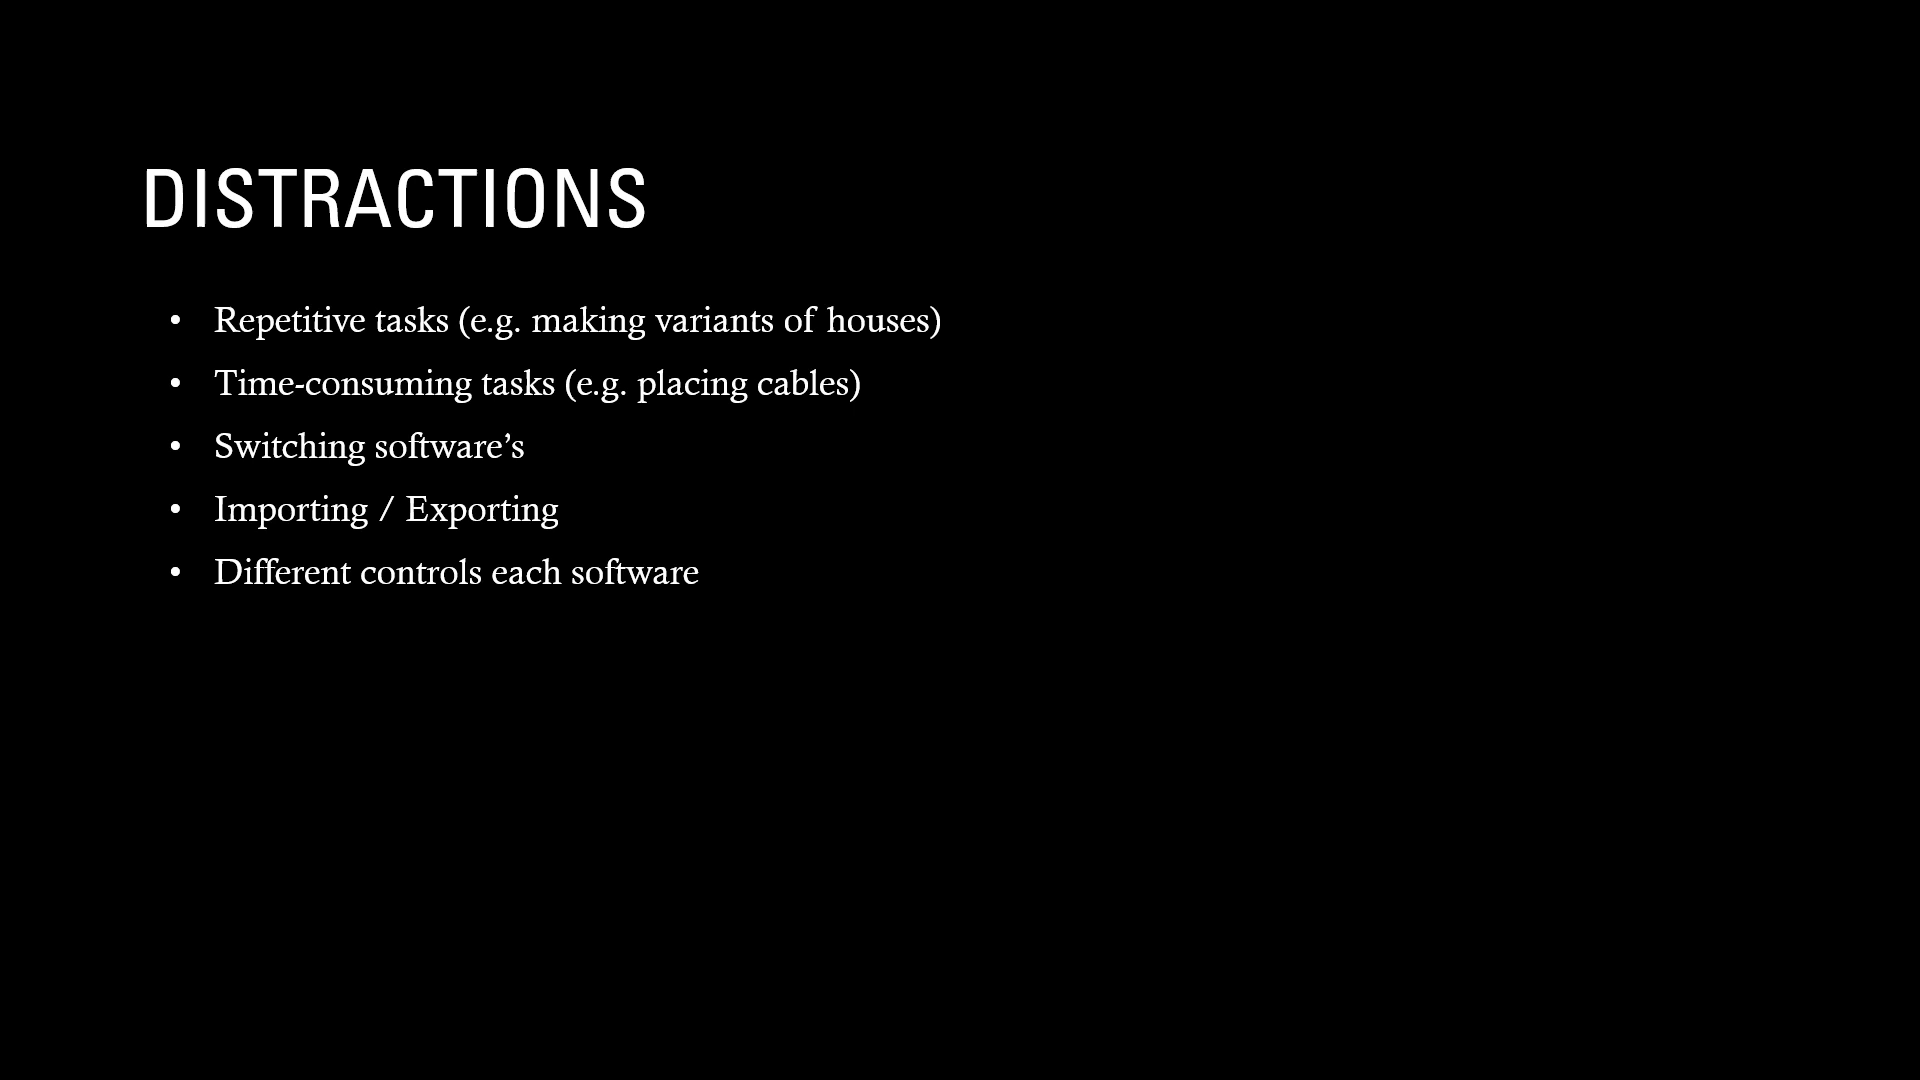 DISTRACTIONS
• Repetitive tasks (e.g. making variants of houses)
• Time-consuming tasks (e.g. placing cables)
• Switching software’s
• Importing / Exporting
• Different controls each software